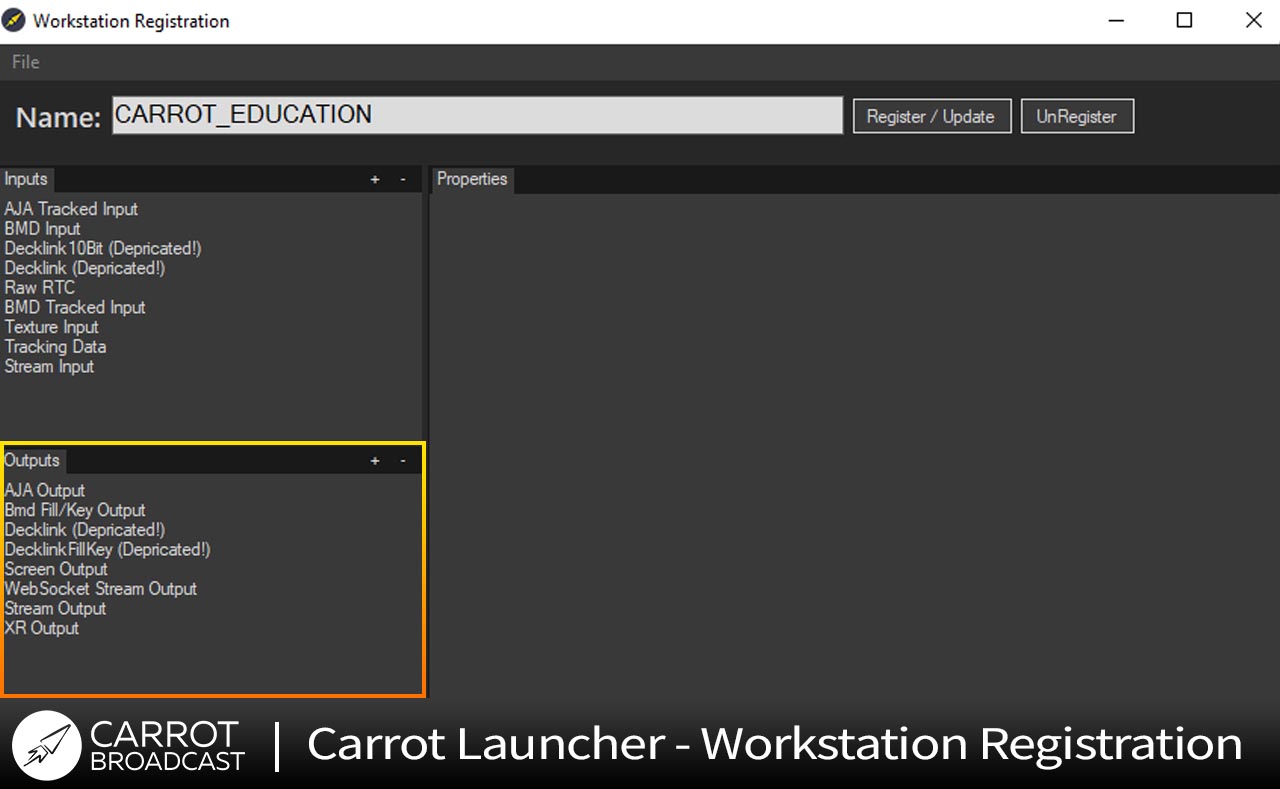 Workstation Registration
File
Name: CARROT_EDUCATION Register / Update UnRegister
Inputs + - Properties
AJA Tracked Input
BMD Input
Decklink10Bit (Depricated!)
Decklink (Depricated!)
Raw RTC
BMD Tracked Input
Texture Input
Tracking Data
Stream Input
Outputs + -
AJA Output
Bmd Fill/Key Output
Decklink (Depricated!)
DecklinkFillKey (Depricated!)
Screen Output
WebSocket Stream Output
Stream Output
XR Output
CARROT
BROADCAST
Carrot Launcher - Workstation Registration